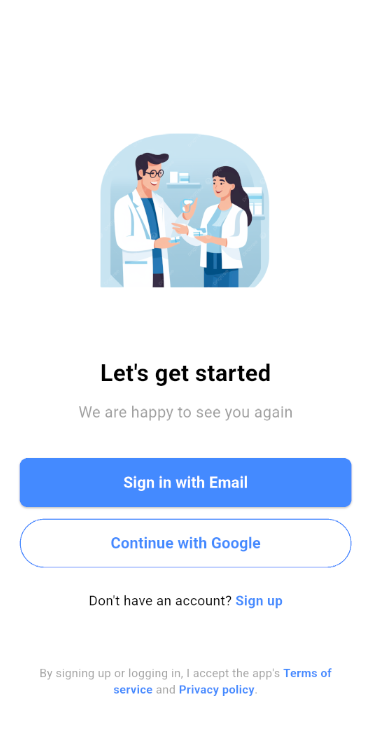 Let's get started
We are happy to see you again
Sign in with Email
Continue with Google
Don't have an account? Sign up
By signing up or logging in, I accept the app's Terms of
service and Privacy policy.